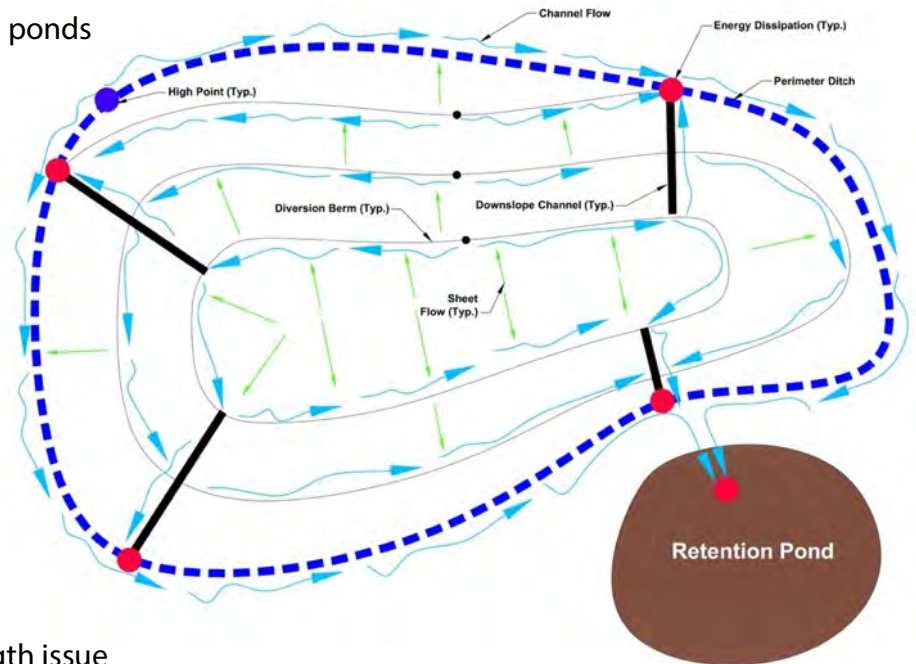 ponds
Channel Flow
Energy Dissipation (Typ.)
High Point (Typ.)
Perimeter Ditch
Diversion Berm (Typ.)
Downslope Channel (Typ.)
Sheet
Flow (Typ.)
Retention Pond
issue